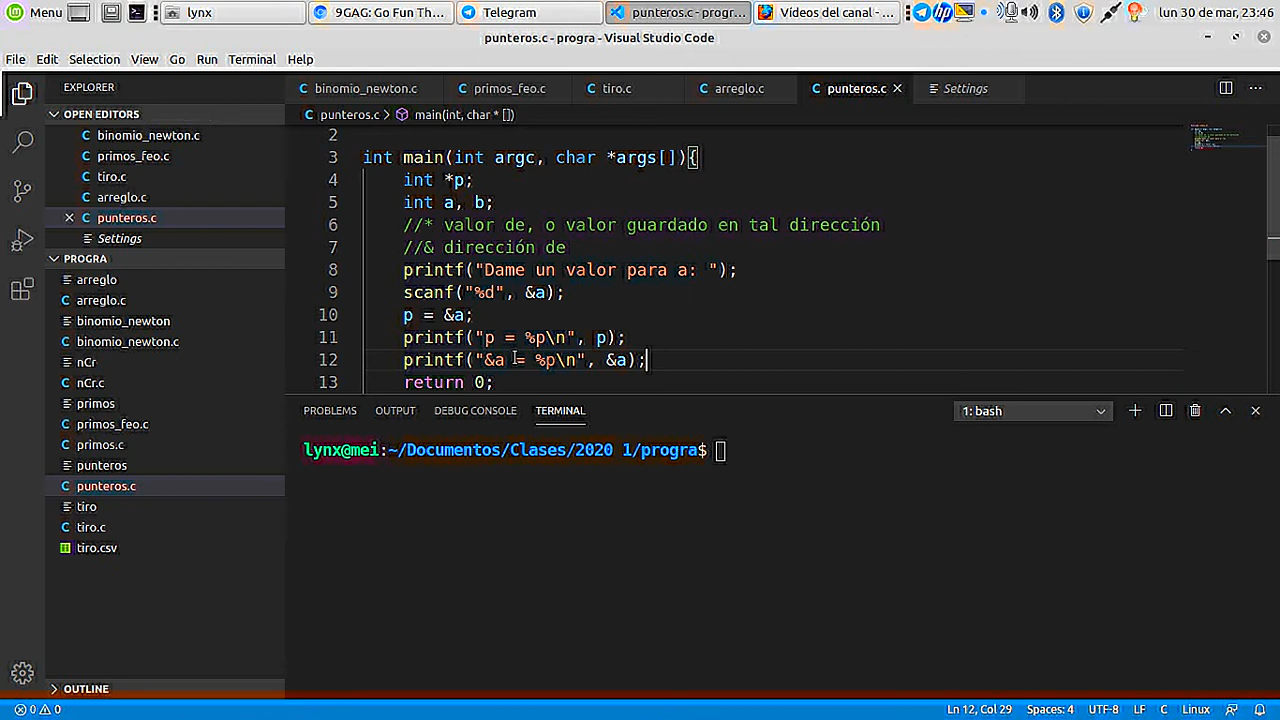 Menu lynx 9GAG: Go Fun Th... Telegram punteros.c - progr... Vídeos del canal - ... lun 30 de mar, 23:46
punteros.c - progra - Visual Studio Code
File Edit Selection View Go Run Terminal Help
EXPLORER
OPEN EDITORS
binomio_newton.c
primos_feo.c
tiro.c
arreglo.c
punteros.c
Settings
PROGRA
arreglo
arreglo.c
binomio_newton
binomio_newton.c
nCr
nCr.c
primos
primos_feo.c
primos.c
punteros
punteros.c
tiro
tiro.c
tiro.csv
OUTLINE
binomio_newton.c primos_feo.c tiro.c arreglo.c punteros.c Settings
punteros.c > main(int, char * [])
2
3 int main(int argc, char *args[]){
4 int *p;
5 int a, b;
6 //* valor de, o valor guardado en tal dirección
7 //& dirección de
8 printf("Dame un valor para a: ");
9 scanf("%d", &a);
10 p = &a;
11 printf("p = %p\n", p);
12 printf("&a = %p\n", &a);
13 return 0;
PROBLEMS OUTPUT DEBUG CONSOLE TERMINAL 1: bash
lynx@mei:~/Documentos/Clases/2020 1/progra$
0 0 Ln 12, Col 29 Spaces: 4 UTF-8 LF C Linux